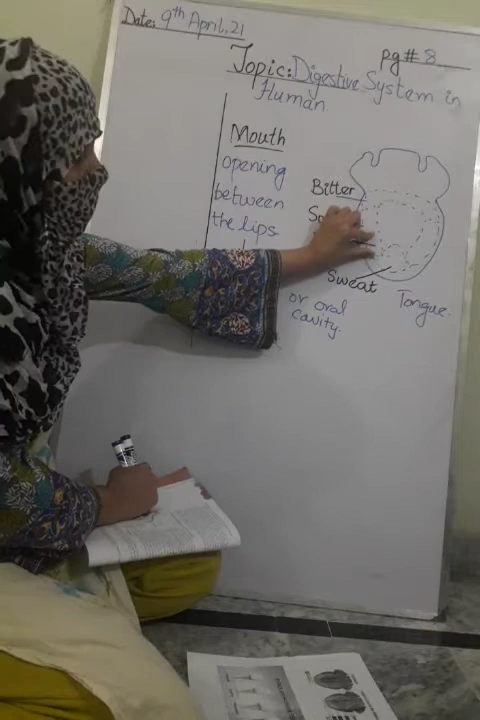 Date: 9th April, 21
pg # 8
Topic: Digestive System in
Human
Mouth
opening
between
the lips
Bitter
Sweat
or oral
cavity.
Tongue.